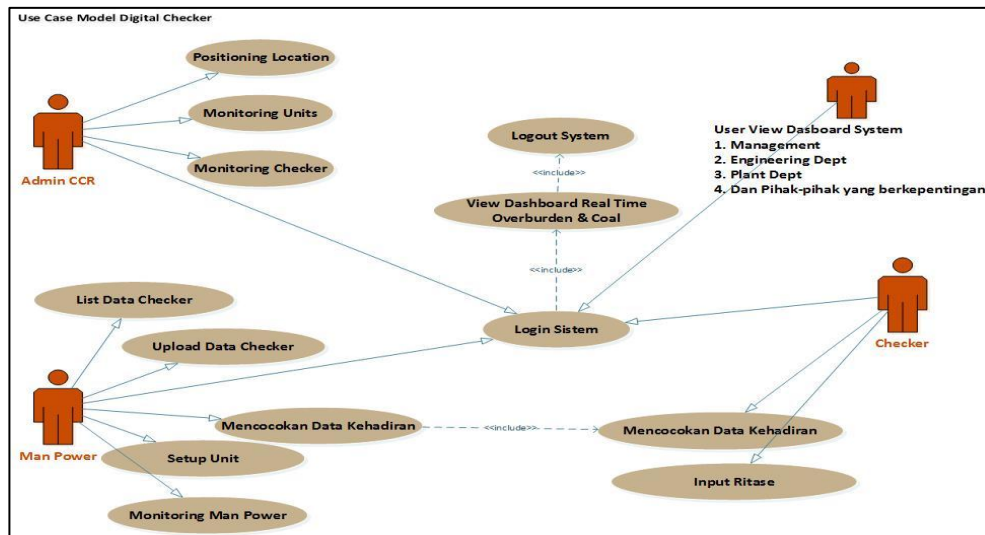 Use Case Model Digital Checker
Positioning Location
Monitoring Units
Monitoring Checker
Admin CCR
Logout System
<<include>>
View Dashboard Real Time
Overburden & Coal
<<include>>
User View Dasboard System
1. Management
2. Engineering Dept
3. Plant Dept
4. Dan Pihak-pihak yang berkepentingan
List Data Checker
Upload Data Checker
Login Sistem
Checker
Man Power
Mencocokan Data Kehadiran
<<include>>
Mencocokan Data Kehadiran
Setup Unit
Input Ritase
Monitoring Man Power